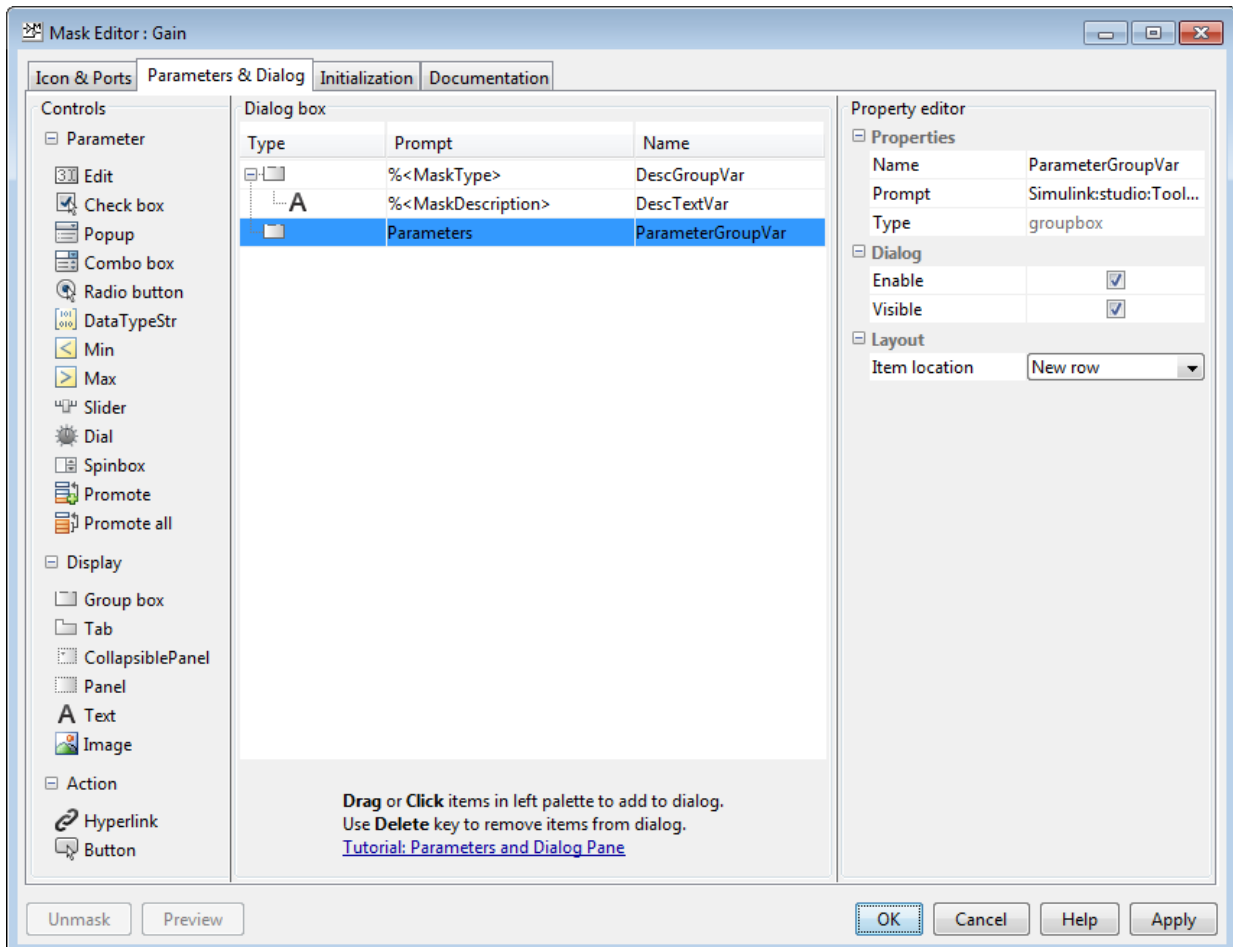 Mask Editor : Gain
Icon & Ports Parameters & Dialog Initialization Documentation
Controls
Parameter
Edit
Check box
Popup
Combo box
Radio button
DataTypeStr
Min
Max
Slider
Dial
Spinbox
Promote
Promote all
Display
Group box
Tab
CollapsiblePanel
Panel
A Text
Image
Action
Hyperlink
Button
Dialog box
Type Prompt Name
%<MaskType> DescGroupVar
A %<MaskDescription> DescTextVar
Parameters ParameterGroupVar
Drag or Click items in left palette to add to dialog.
Use Delete key to remove items from dialog.
Tutorial: Parameters and Dialog Pane
Property editor
Properties
Name ParameterGroupVar
Prompt Simulink:studio:Tool...
Type groupbox
Dialog
Enable
Visible
Layout
Item location New row
Unmask Preview OK Cancel Help Apply